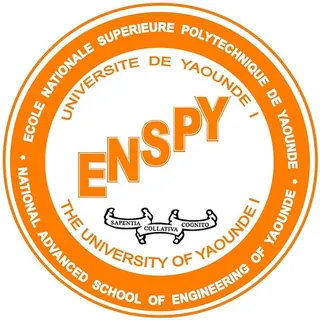 • ECOLE NATIONALE SUPERIEURE POLYTECHNIQUE DE YAOUNDE •
UNIVERSITE DE YAOUNDE I
ENSPY
SAPENTIA
COLLATIVA
COGNITO
THE UNIVERSITY OF YAOUNDE I
NATIONAL ADVANCED SCHOOL OF ENGINEERING OF YAOUNDE